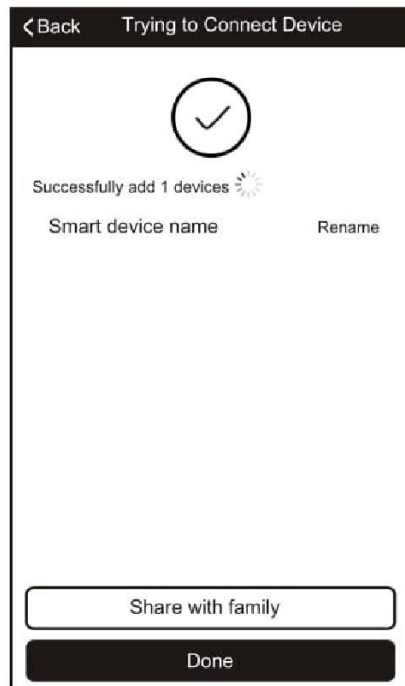 Back Trying to Connect Device
Successfully add 1 devices
Smart device name Rename
Share with family
Done